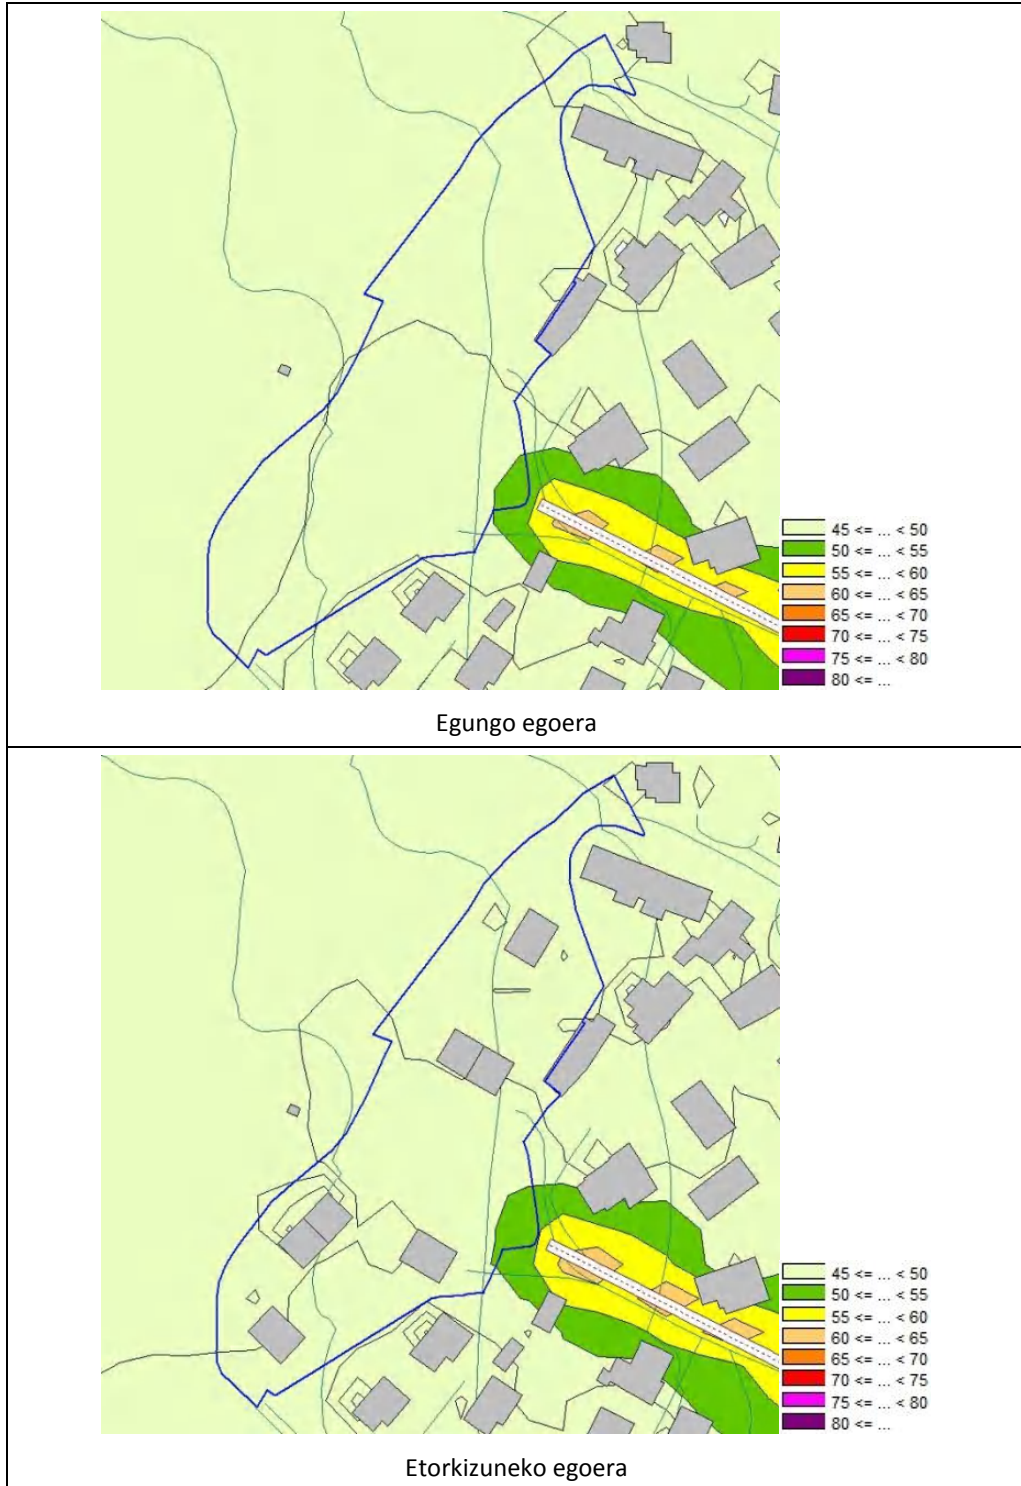 45 <= ... < 50
50 <= ... < 55
55 <= ... < 60
60 <= ... < 65
65 <= ... < 70
70 <= ... < 75
75 <= ... < 80
80 <= ...
Egungo egoera
45 <= ... < 50
50 <= ... < 55
55 <= ... < 60
60 <= ... < 65
65 <= ... < 70
70 <= ... < 75
75 <= ... < 80
80 <= ...
Etorkizuneko egoera